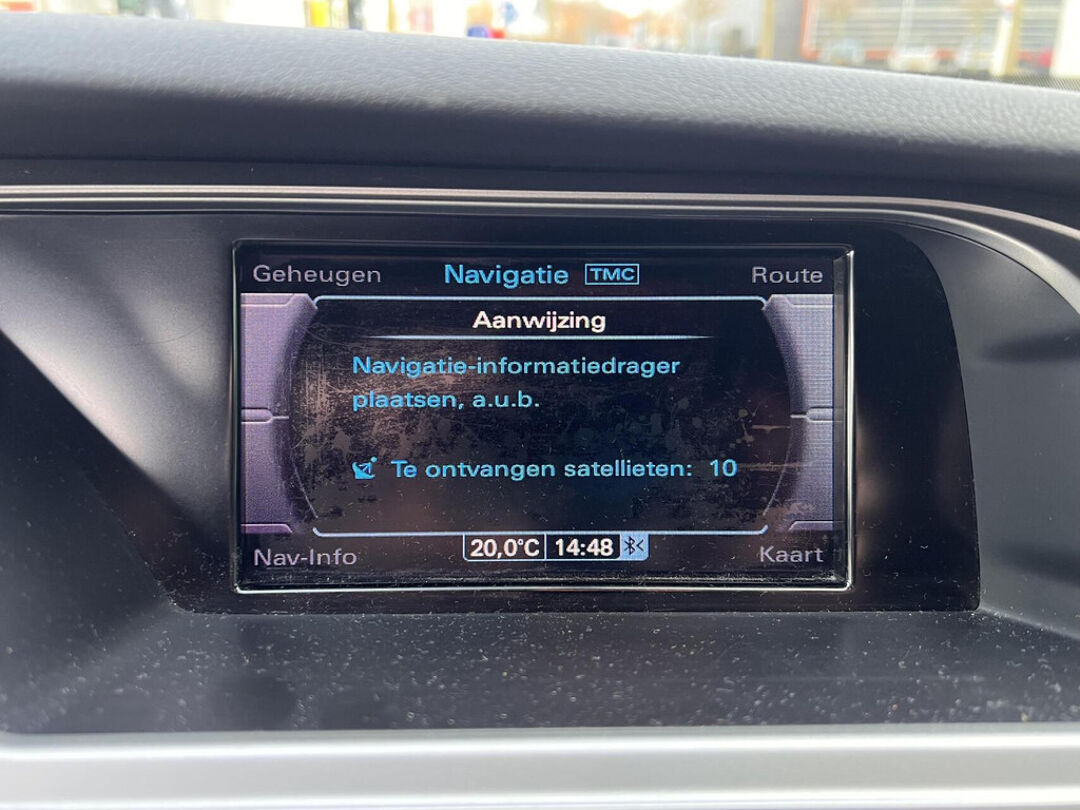 Geheugen Navigatie TMC Route
Aanwijzing
Navigatie-informatiedrager
plaatsen, a.u.b.
Te ontvangen satellieten: 10
Nav-Info 20,0°C 14:48 Kaart